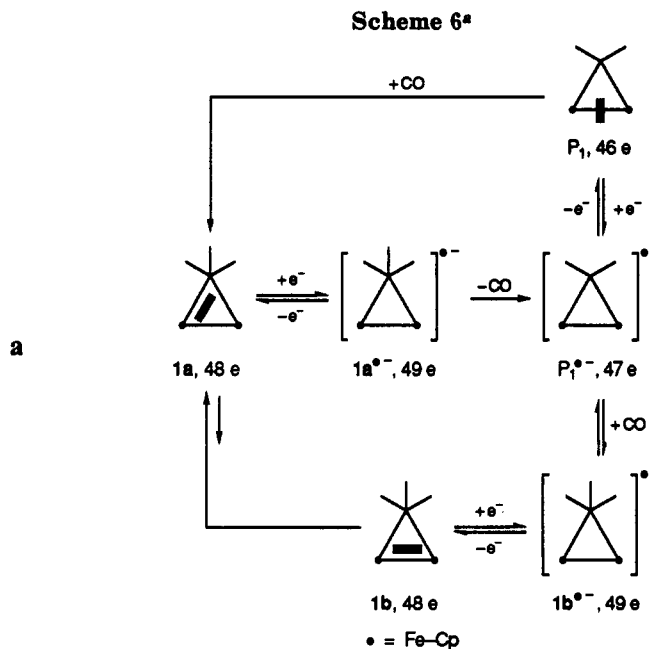 Scheme 6ª
+CO
P₁, 46 e
−e⁻ +e⁻
+e⁻
−e⁻
−CO
a
1a, 48 e
1a•−, 49 e
P₁•−, 47 e
+CO
+e⁻
−e⁻
1b, 48 e
1b•−, 49 e
• = Fe–Cp